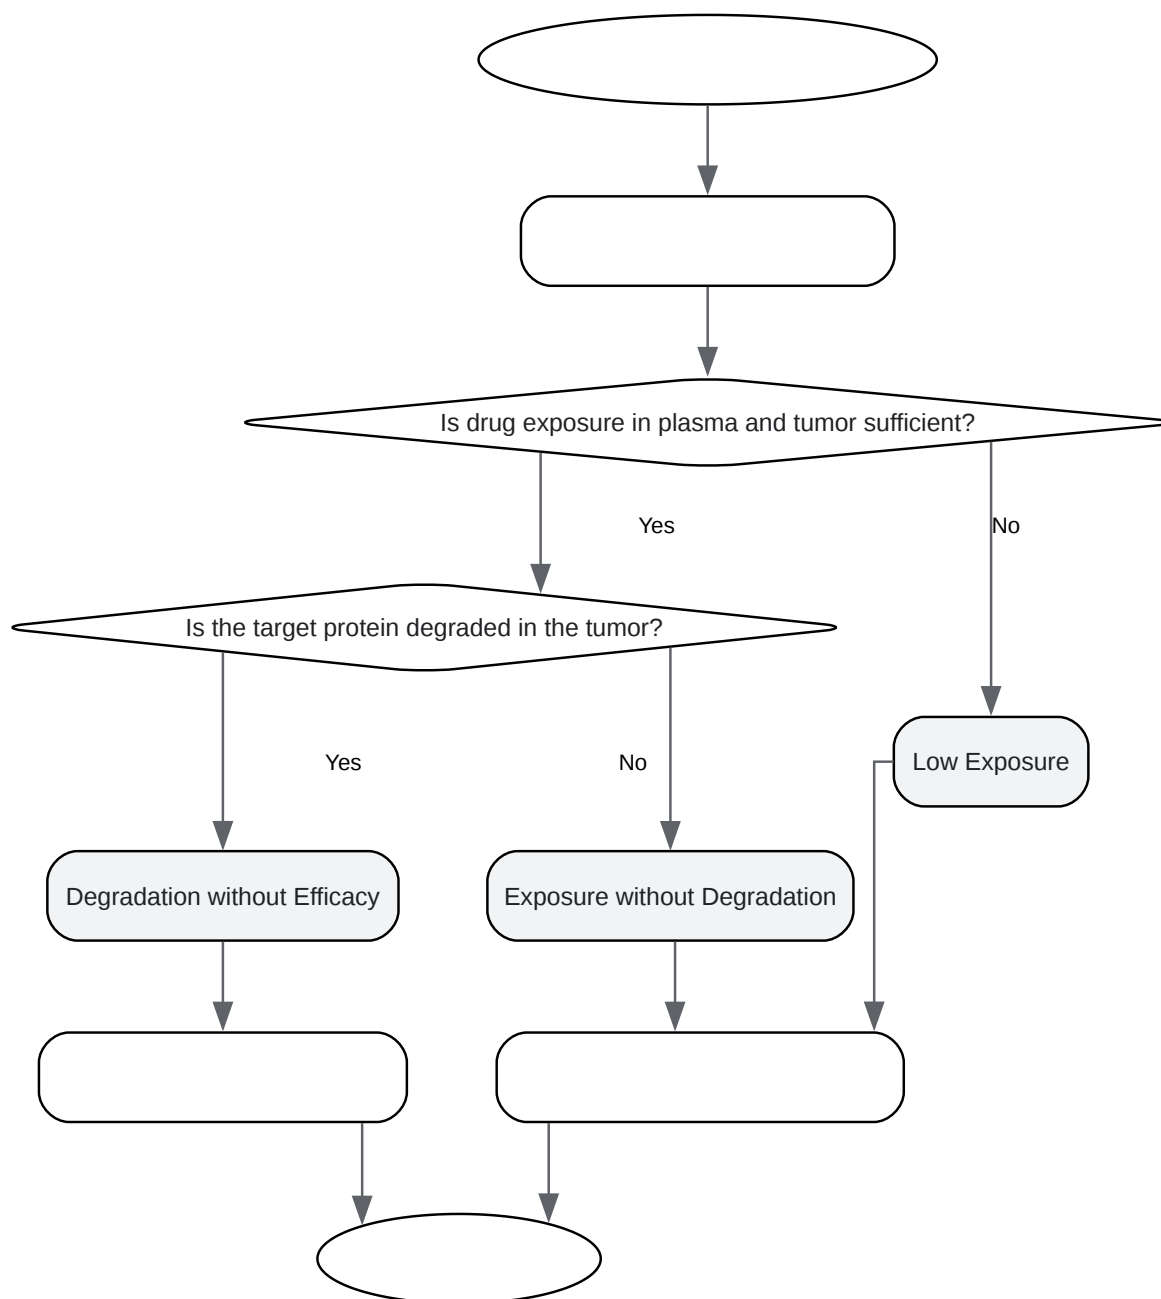 Is drug exposure in plasma and tumor sufficient?
Yes
No
Is the target protein degraded in the tumor?
Yes
No
Low Exposure
Degradation without Efficacy
Exposure without Degradation